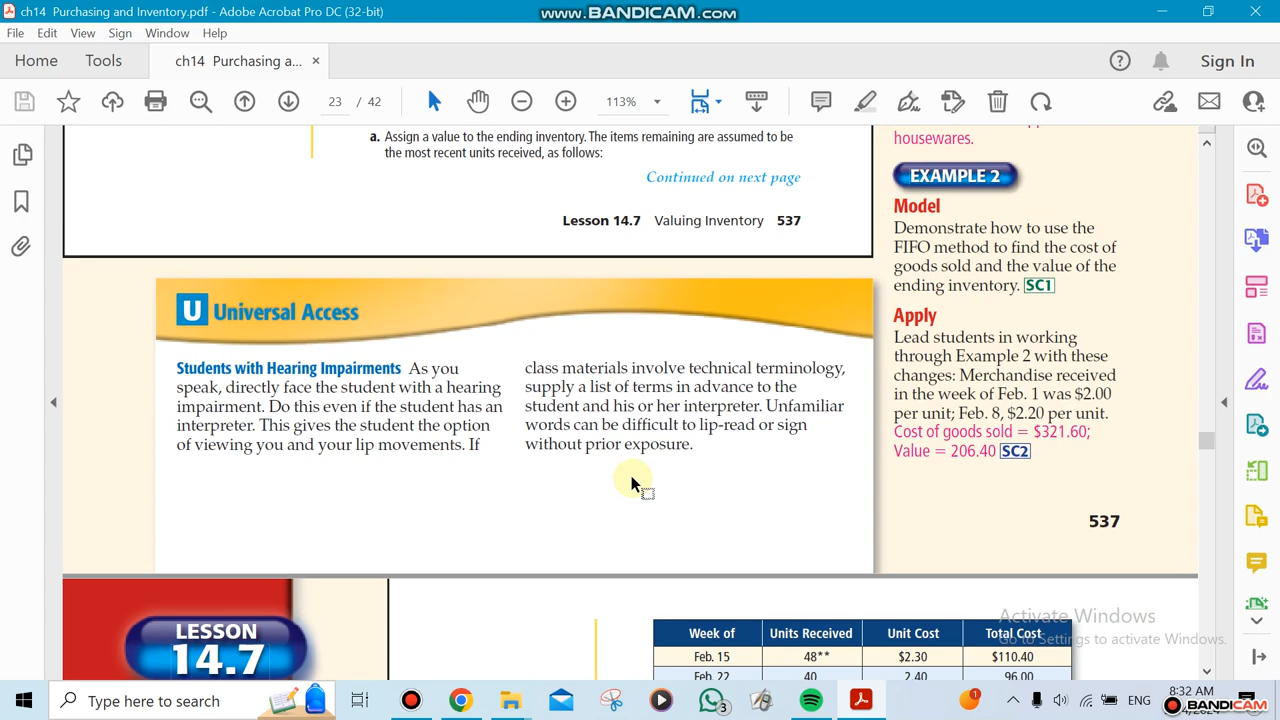 ch14 Purchasing and Inventory.pdf - Adobe Acrobat Pro DC (32-bit)
www.BANDICAM.com
File Edit View Sign Window Help
Home Tools ch14 Purchasing a... × Sign In
23 / 42 113%
a. Assign a value to the ending inventory. The items remaining are assumed to be
the most recent units received, as follows:
Continued on next page
Lesson 14.7 Valuing Inventory 537
U Universal Access
Students with Hearing Impairments As you
speak, directly face the student with a hearing
impairment. Do this even if the student has an
interpreter. This gives the student the option
of viewing you and your lip movements. If
class materials involve technical terminology,
supply a list of terms in advance to the
student and his or her interpreter. Unfamiliar
words can be difficult to lip-read or sign
without prior exposure.
housewares.
EXAMPLE 2
Model
Demonstrate how to use the
FIFO method to find the cost of
goods sold and the value of the
ending inventory. SC1
Apply
Lead students in working
through Example 2 with these
changes: Merchandise received
in the week of Feb. 1 was $2.00
per unit; Feb. 8, $2.20 per unit.
Cost of goods sold = $321.60;
Value = 206.40 SC2
537
LESSON
14.7
Week of Units Received Unit Cost Total Cost
Feb. 15 48** $2.30 $110.40
Feb. 22 40 2.40 96.00
Activate Windows
Go to Settings to activate Windows.
Type here to search
3
1
ENG
8:32 AM
BANDICAM